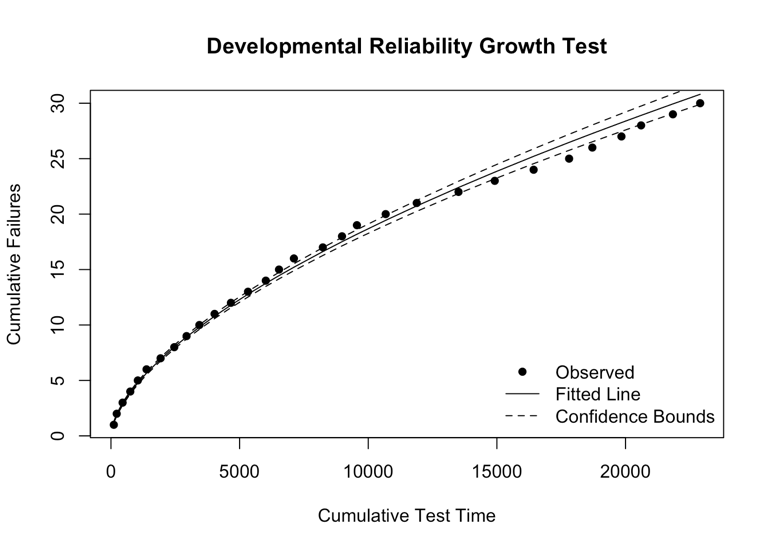 Developmental Reliability Growth Test
Cumulative Failures
30
25
20
15
10
5
0
Observed
Fitted Line
Confidence Bounds
0 5000 10000 15000 20000
Cumulative Test Time